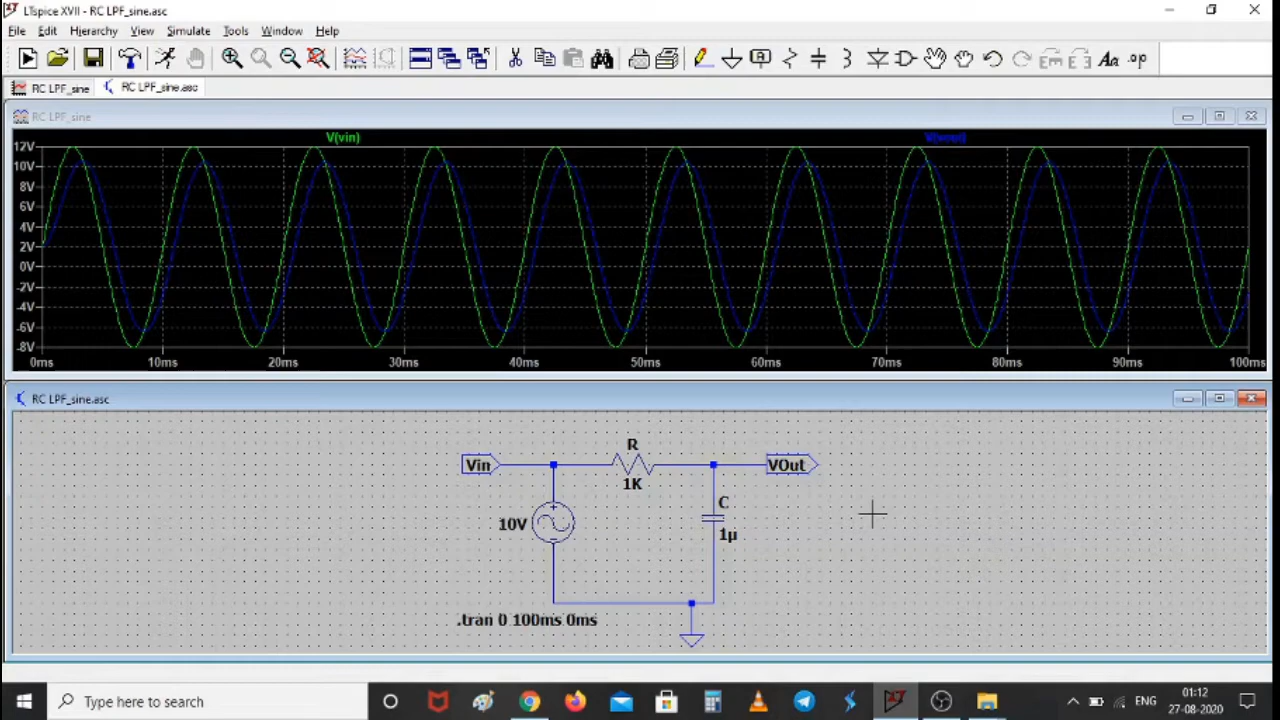 LTspice XVII - RC LPF_sine.asc
File Edit Hierarchy View Simulate Tools Window Help
.op
RC LPF_sine RC LPF_sine.asc
RC LPF_sine
V(vin) V(vout)
12V
10V
8V
6V
4V
2V
0V
-2V
-4V
-6V
-8V
0ms 10ms 20ms 30ms 40ms 50ms 60ms 70ms 80ms 90ms 100ms
RC LPF_sine.asc
R
Vin VOut
1K
C
10V
1µ
.tran 0 100ms 0ms
Type here to search
ENG
01:12
27-08-2020